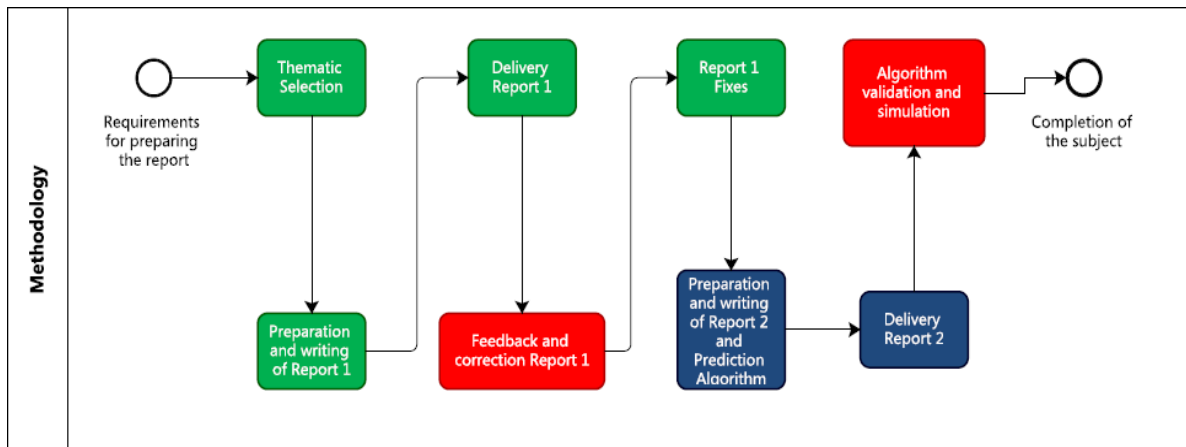 Methodology
Requirements
for preparing
the report
Thematic
Selection
Preparation
and writing
of Report 1
Delivery
Report 1
Feedback and
correction Report 1
Report 1
Fixes
Preparation
and writing
of Report 2
and
Prediction
Algorithm
Delivery
Report 2
Algorithm
validation and
simulation
Completion of
the subject